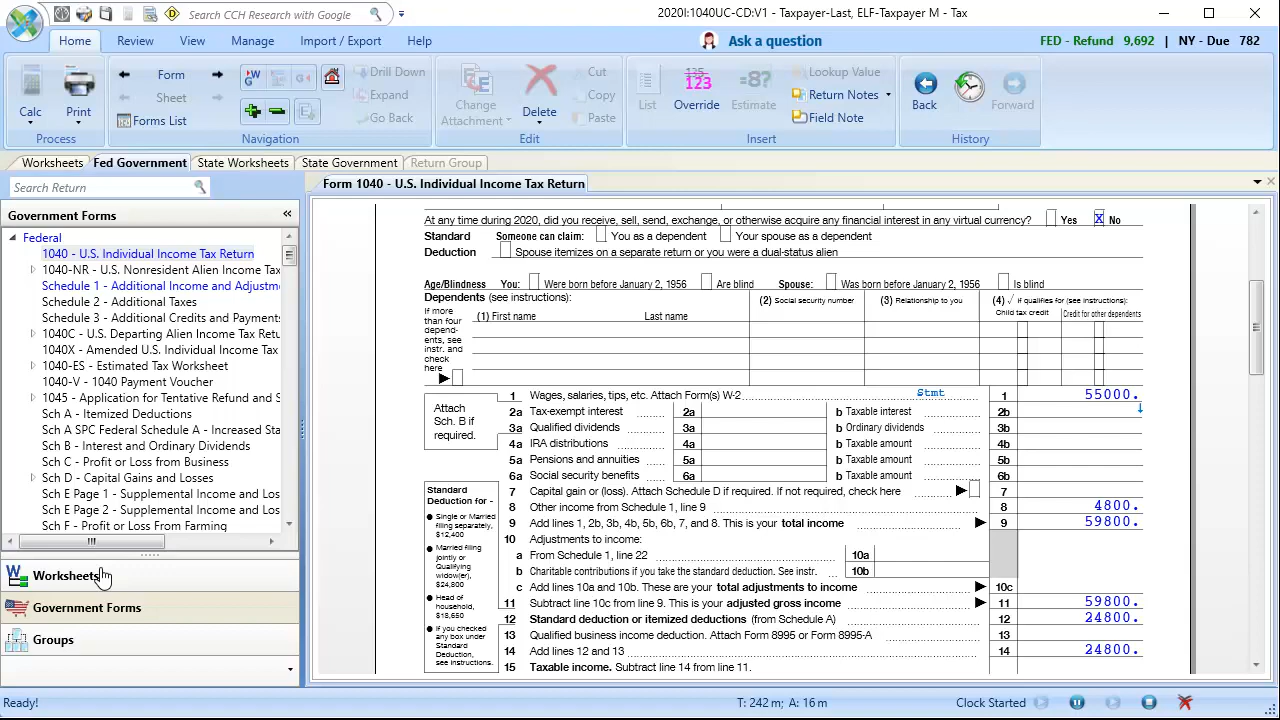 Search CCH Research with Google
2020I:1040UC-CD:V1 - Taxpayer-Last, ELF-Taxpayer M - Tax
Home Review View Manage Import / Export Help
Ask a question
FED - Refund 9,692 | NY - Due 782
Calc
Print
Process
Form
Sheet
Forms List
Drill Down
Expand
Go Back
Navigation
Change Attachment
Delete
Cut
Copy
Paste
Edit
List
Override
Estimate
Lookup Value
Return Notes
Field Note
Insert
Back
Forward
History
Worksheets Fed Government State Worksheets State Government Return Group
Search Return
Government Forms
Federal
1040 - U.S. Individual Income Tax Return
1040-NR - U.S. Nonresident Alien Income Tax
Schedule 1 - Additional Income and Adjustm
Schedule 2 - Additional Taxes
Schedule 3 - Additional Credits and Payments
1040C - U.S. Departing Alien Income Tax Retu
1040X - Amended U.S. Individual Income Tax
1040-ES - Estimated Tax Worksheet
1040-V - 1040 Payment Voucher
1045 - Application for Tentative Refund and S
Sch A - Itemized Deductions
Sch A SPC Federal Schedule A - Increased Sta
Sch B - Interest and Ordinary Dividends
Sch C - Profit or Loss from Business
Sch D - Capital Gains and Losses
Sch E Page 1 - Supplemental Income and Los
Sch E Page 2 - Supplemental Income and Los
Sch F - Profit or Loss From Farming
Worksheets
Government Forms
Groups
Form 1040 - U.S. Individual Income Tax Return
At any time during 2020, did you receive, sell, send, exchange, or otherwise acquire any financial interest in any virtual currency? Yes X No
Standard Someone can claim: You as a dependent Your spouse as a dependent
Deduction Spouse itemizes on a separate return or you were a dual-status alien
Age/Blindness You: Were born before January 2, 1956 Are blind Spouse: Was born before January 2, 1956 Is blind
Dependents (see instructions): (2) Social security number (3) Relationship to you (4) ✓ if qualifies for (see instructions):
If more than four depend-ents, see instr. and check here
(1) First name Last name Child tax credit Credit for other dependents
Attach Sch. B if required.
1 Wages, salaries, tips, etc. Attach Form(s) W-2 Stmt 1 55000.
2a Tax-exempt interest 2a b Taxable interest 2b
3a Qualified dividends 3a b Ordinary dividends 3b
4a IRA distributions 4a b Taxable amount 4b
5a Pensions and annuities 5a b Taxable amount 5b
6a Social security benefits 6a b Taxable amount 6b
Standard Deduction for -
Single or Married filing separately, $12,400
Married filing jointly or Qualifying widow(er), $24,800
Head of household, $18,650
If you checked any box under Standard Deduction, see instructions.
7 Capital gain or (loss). Attach Schedule D if required. If not required, check here 7
8 Other income from Schedule 1, line 9 8 4800.
9 Add lines 1, 2b, 3b, 4b, 5b, 6b, 7, and 8. This is your total income 9 59800.
10 Adjustments to income:
a From Schedule 1, line 22 10a
b Charitable contributions if you take the standard deduction. See instr. 10b
c Add lines 10a and 10b. These are your total adjustments to income 10c
11 Subtract line 10c from line 9. This is your adjusted gross income 11 59800.
12 Standard deduction or itemized deductions (from Schedule A) 12 24800.
13 Qualified business income deduction. Attach Form 8995 or Form 8995-A 13
14 Add lines 12 and 13 14 24800.
15 Taxable income. Subtract line 14 from line 11.
Ready!
T: 242 m; A: 16 m
Clock Started